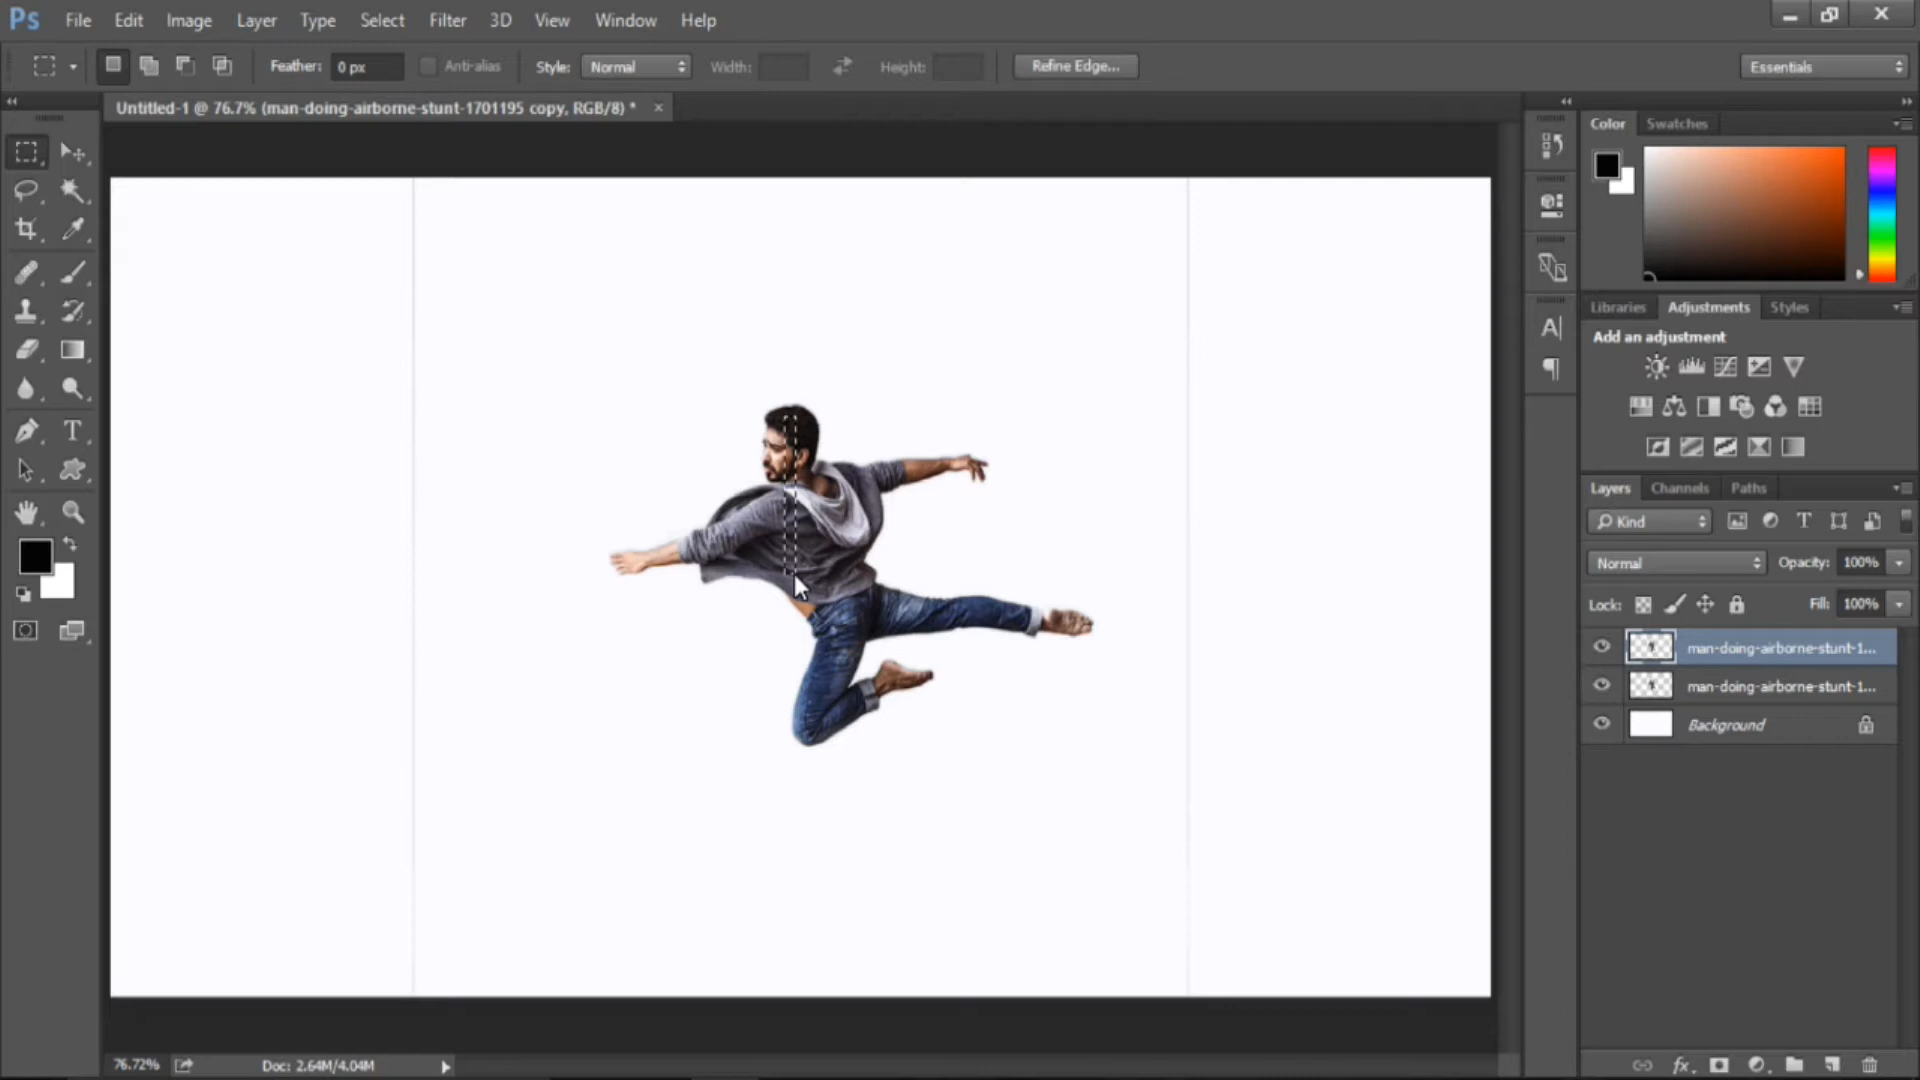 Ps File Edit Image Layer Type Select Filter 3D View Window Help
Feather: 0 px Anti-alias Style: Normal Width: Height: Refine Edge... Essentials
Untitled-1 @ 76.7% (man-doing-airborne-stunt-1701195 copy, RGB/8) * ×
Color Swatches
Libraries Adjustments Styles
Add an adjustment
Layers Channels Paths
Kind
Normal Opacity: 100%
Lock: Fill: 100%
man-doing-airborne-stunt-1...
man-doing-airborne-stunt-1...
Background
76.72% Doc: 2.64M/4.04M